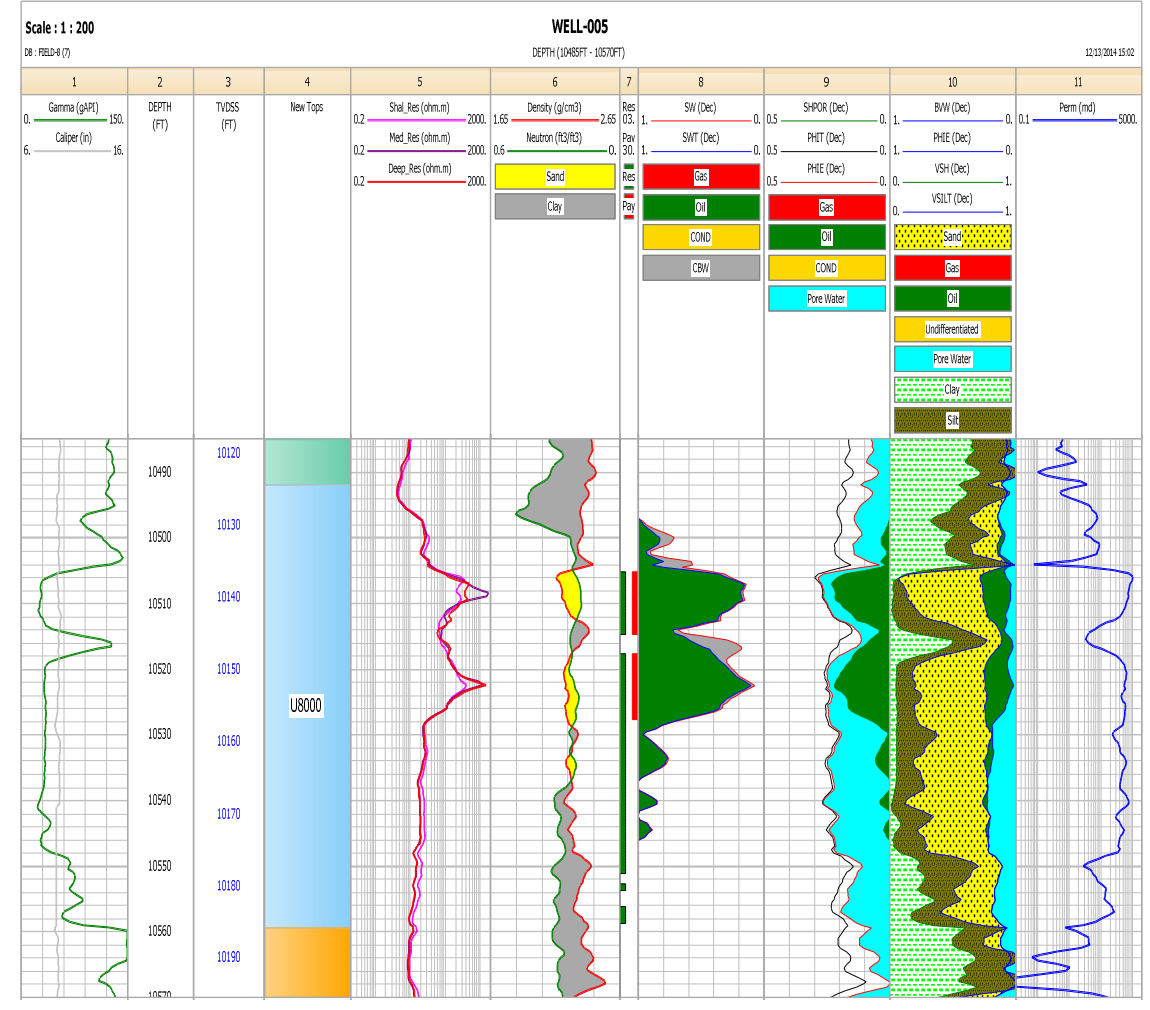 Scale : 1 : 200
WELL-005
DB : FIELD-8 (7)
DEPTH (10485FT - 10570FT)
12/13/2014 15:02
1 2 3 4 5 6 7 8 9 10 11
Gamma (gAPI)
0. 150.
Caliper (in)
6. 16.
DEPTH
(FT)
TVDSS
(FT)
New Tops
Shal_Res (ohm.m)
0.2 2000.
Med_Res (ohm.m)
0.2 2000.
Deep_Res (ohm.m)
0.2 2000.
Density (g/cm3)
1.65 2.65
Neutron (ft3/ft3)
0.6 0.
Sand
Clay
Res
03.
Pav
30.
Res
Pay
SW (Dec)
1. 0.
SWT (Dec)
1. 0.
Gas
Oil
COND
CBW
SHPOR (Dec)
0.5 0.
PHIT (Dec)
0.5 0.
PHIE (Dec)
0.5 0.
Gas
Oil
COND
Pore Water
BVW (Dec)
1. 0.
PHIE (Dec)
1. 0.
VSH (Dec)
0. 1.
VSILT (Dec)
0. 1.
Sand
Gas
Oil
Undifferentiated
Pore Water
Clay
Silt
Perm (md)
0.1 5000.
10490
10500
10510
10520
10530
10540
10550
10560
10570
10120
10130
10140
10150
10160
10170
10180
10190
U8000